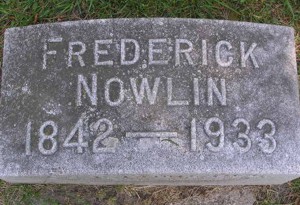 FREDERICK
NOWLIN
1842 — 1933